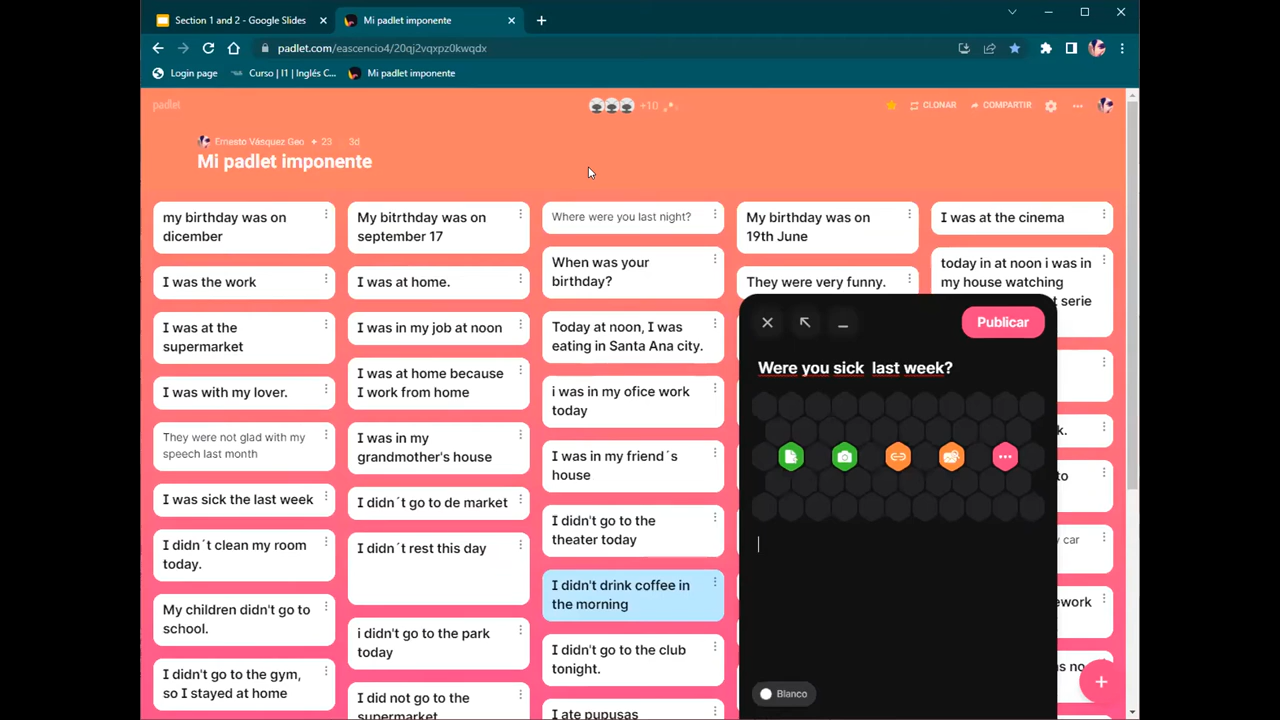 Section 1 and 2 - Google Slides
Mi padlet imponente
padlet.com/eascencio4/20qj2vqxpz0kwqdx
Login page
Curso | I1 | Inglés C...
Mi padlet imponente
padlet
+10
CLONAR
COMPARTIR
Ernesto Vásquez Geo + 23 3d
Mi padlet imponente
my birthday was on
dicember
I was the work
I was at the
supermarket
I was with my lover.
They were not glad with my
speech last month
I was sick the last week
I didn´t clean my room
today.
My children didn't go to
school.
I didn't go to the gym,
so I stayed at home
My bitrthday was on
september 17
I was at home.
I was in my job at noon
I was at home because
I work from home
I was in my
grandmother's house
I didn´t go to de market
I didn´t rest this day
i didn't go to the park
today
I did not go to the
supermarket
Where were you last night?
When was your
birthday?
Today at noon, I was
eating in Santa Ana city.
i was in my ofice work
today
I was in my friend´s
house
I didn't go to the
theater today
I didn't drink coffee in
the morning
I didn't go to the club
tonight.
I ate pupusas
My birthday was on
19th June
They were very funny.
I was at the cinema
today in at noon i was in
my house watching
t serie
k.
to
y car
ework
as no
Publicar
Were you sick last week?
Blanco